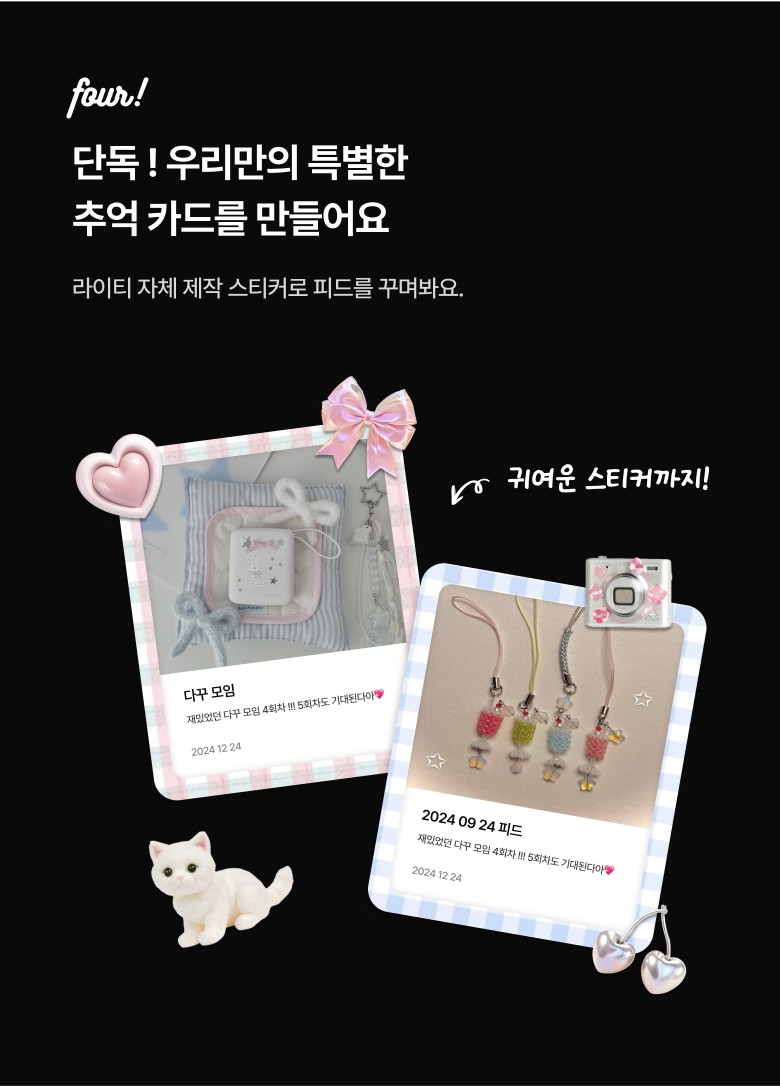 four!
단독 ! 우리만의 특별한
추억 카드를 만들어요
라이티 자체 제작 스티커로 피드를 꾸며봐요.
귀여운 스티커까지!
다꾸 모임
재밌었던 다꾸 모임 4회차 !!! 5회차도 기대된다아💖
2024 12 24
2024 09 24 피드
재밌었던 다꾸 모임 4회차 !!! 5회차도 기대된다아💖
2024 12 24